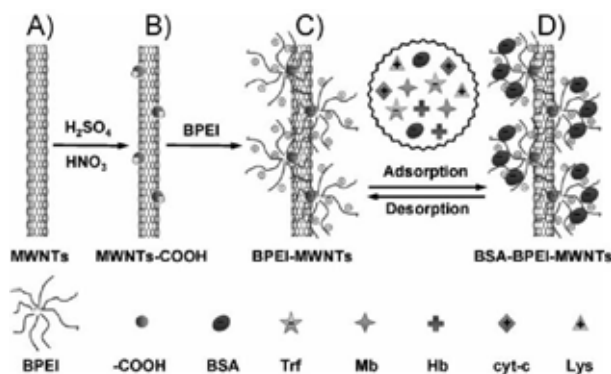 A) B) C) D)
H₂SO₄
HNO₃
BPEI
Adsorption
Desorption
MWNTs MWNTs-COOH BPEI-MWNTs BSA-BPEI-MWNTs
BPEI -COOH BSA Trf Mb Hb cyt-c Lys